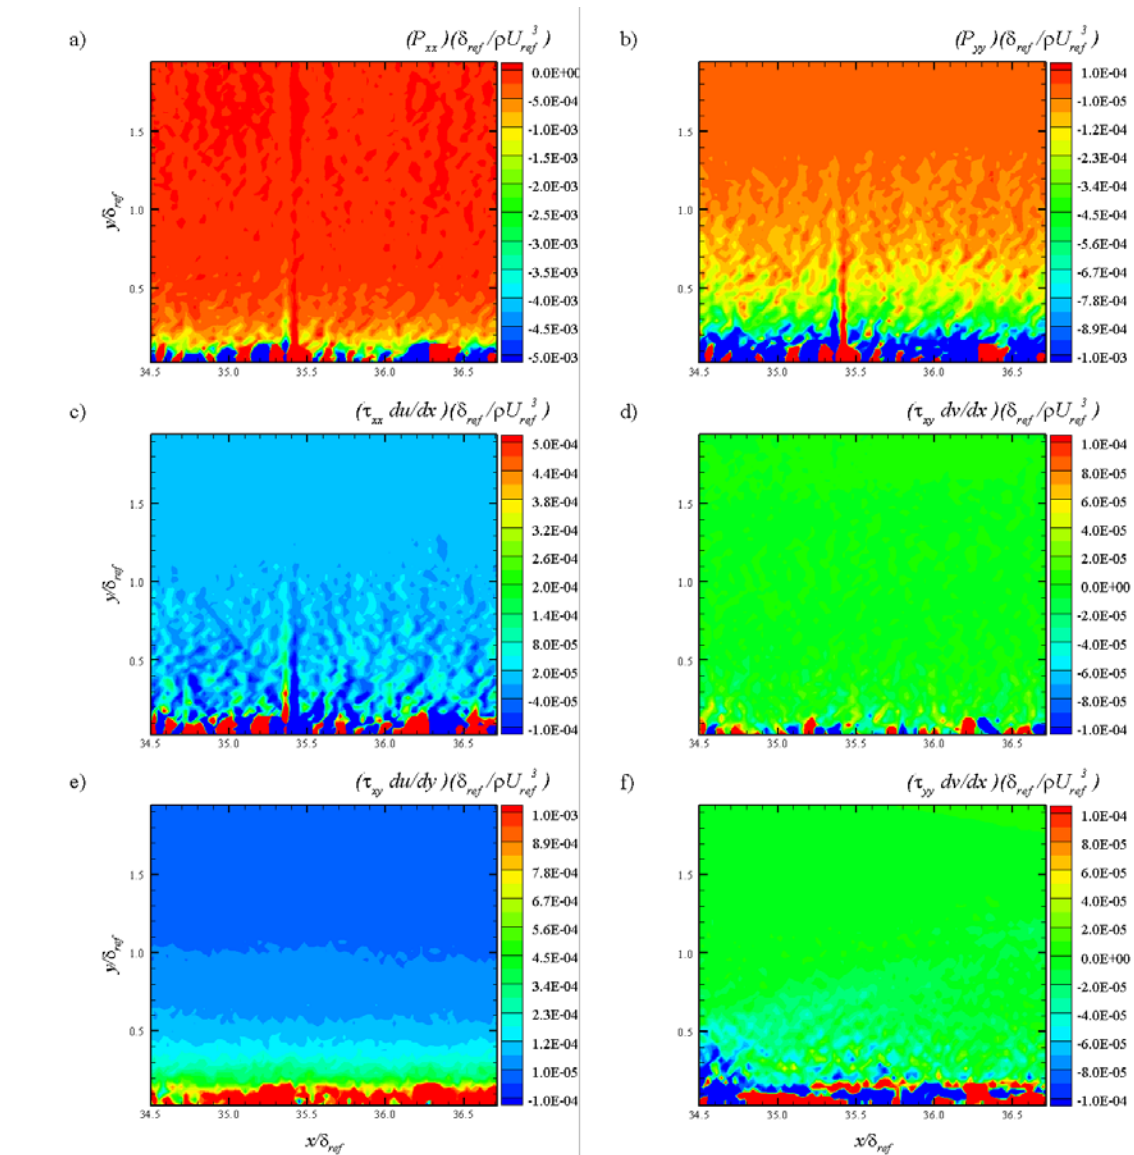 a) (P_xx)(δ_ref/ρU_ref^3)
0.0E+00
-5.0E-04
-1.0E-03
-1.5E-03
-2.0E-03
-2.5E-03
-3.0E-03
-3.5E-03
-4.0E-03
-4.5E-03
-5.0E-03
y/δ_ref
1.5
1.0
0.5
34.5 35.0 35.5 36.0 36.5
b) (P_yy)(δ_ref/ρU_ref^3)
1.0E-04
-1.0E-05
-1.2E-04
-2.3E-04
-3.4E-04
-4.5E-04
-5.6E-04
-6.7E-04
-7.8E-04
-8.9E-04
-1.0E-03
1.5
1.0
0.5
34.5 35.0 35.5 36.0 36.5
c) (τ_xx du/dx)(δ_ref/ρU_ref^3)
5.0E-04
4.4E-04
3.8E-04
3.2E-04
2.6E-04
2.0E-04
1.4E-04
8.0E-05
2.0E-05
-4.0E-05
-1.0E-04
y/δ_ref
1.5
1.0
0.5
34.5 35.0 35.5 36.0 36.5
d) (τ_xy dv/dx)(δ_ref/ρU_ref^3)
1.0E-04
8.0E-05
6.0E-05
4.0E-05
2.0E-05
0.0E+00
-2.0E-05
-4.0E-05
-6.0E-05
-8.0E-05
-1.0E-04
1.5
1.0
0.5
34.5 35.0 35.5 36.0 36.5
e) (τ_xy du/dy)(δ_ref/ρU_ref^3)
1.0E-03
8.9E-04
7.8E-04
6.7E-04
5.6E-04
4.5E-04
3.4E-04
2.3E-04
1.2E-04
1.0E-05
-1.0E-04
y/δ_ref
1.5
1.0
0.5
34.5 35.0 35.5 36.0 36.5
x/δ_ref
f) (τ_yy dv/dx)(δ_ref/ρU_ref^3)
1.0E-04
8.0E-05
6.0E-05
4.0E-05
2.0E-05
0.0E+00
-2.0E-05
-4.0E-05
-6.0E-05
-8.0E-05
-1.0E-04
1.5
1.0
0.5
34.5 35.0 35.5 36.0 36.5
x/δ_ref